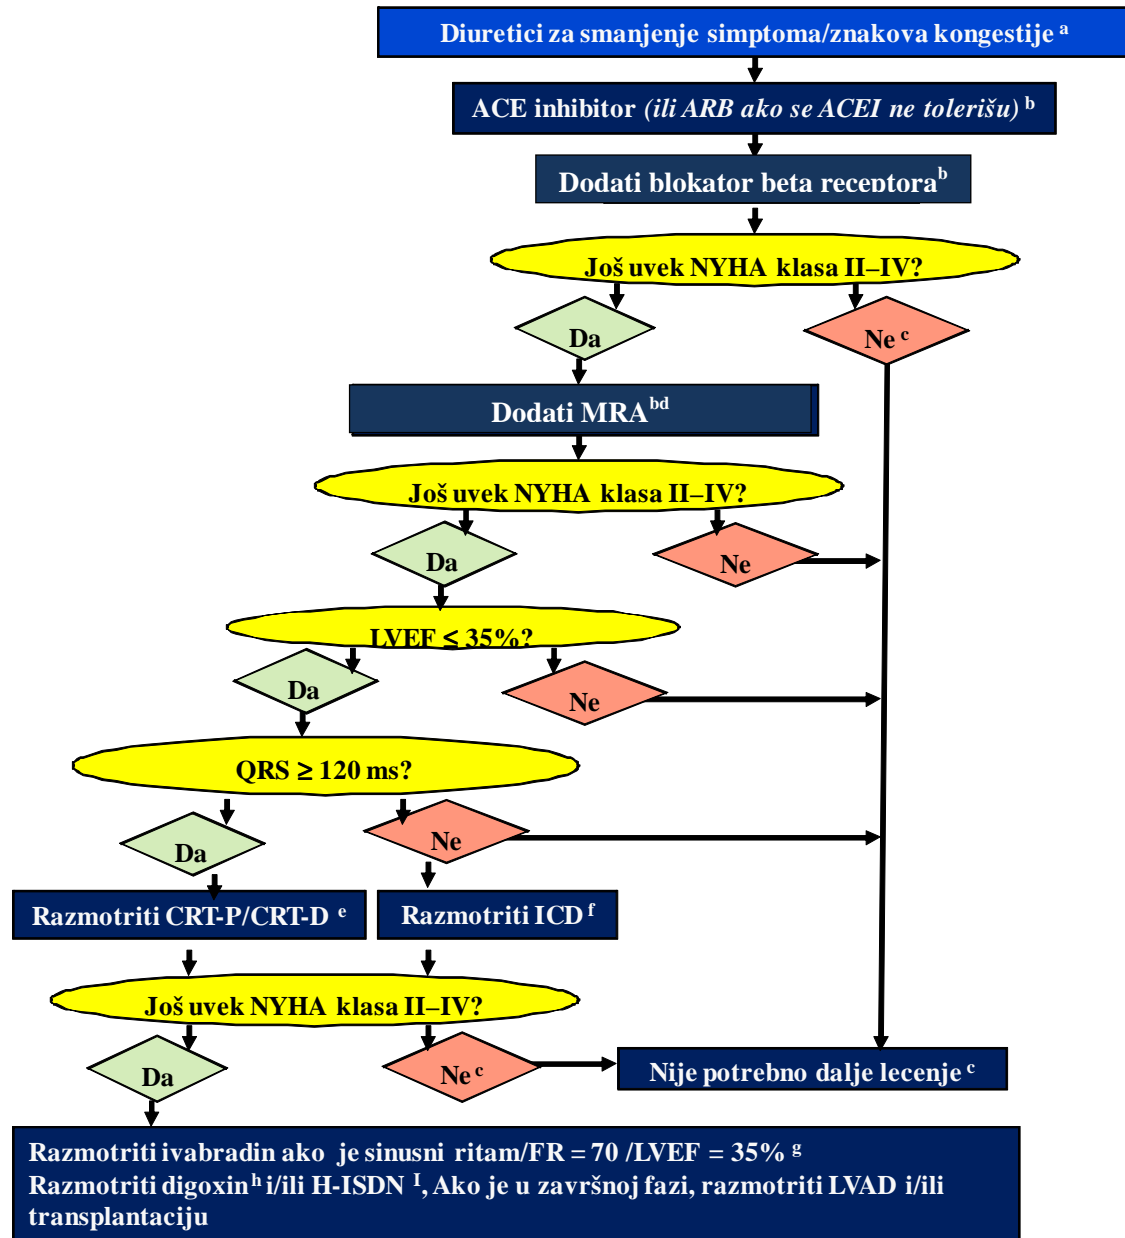 Diuretici za smanjenje simptoma/znakova kongestije a
ACE inhibitor (ili ARB ako se ACEI ne tolerišu) b
Dodati blokator beta receptora b
Još uvek NYHA klasa II–IV?
Da
Ne c
Dodati MRA bd
Još uvek NYHA klasa II–IV?
Da
Ne
LVEF ≤ 35%?
Da
Ne
QRS ≥ 120 ms?
Da
Ne
Razmotriti CRT-P/CRT-D e
Razmotriti ICD f
Još uvek NYHA klasa II–IV?
Da
Ne c
Nije potrebno dalje lecenje c
Razmotriti ivabradin ako je sinusni ritam/FR = 70 /LVEF = 35% g
Razmotriti digoxin h i/ili H-ISDN I, Ako je u završnoj fazi, razmotriti LVAD i/ili
transplantaciju